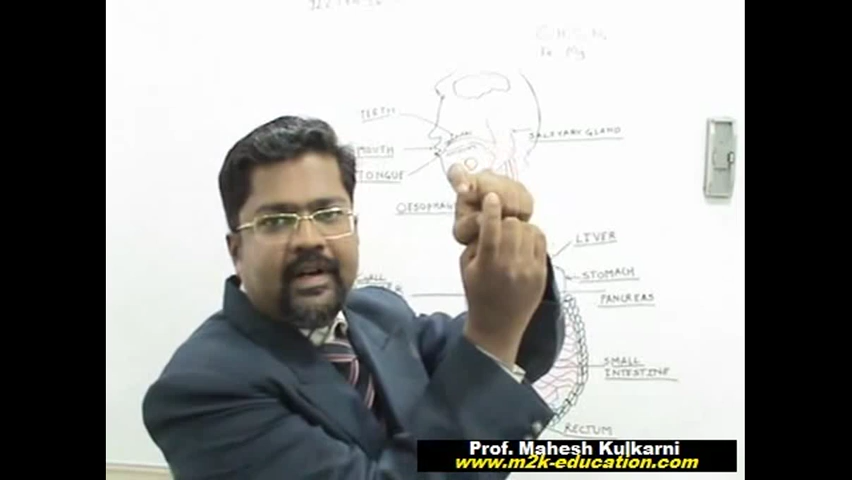 TEETH
SALIVARY GLAND
MOUTH
TONGUE
LIVER
STOMACH
PANCREAS
SMALL
INTESTINE
RECTUM
Prof. Mahesh Kulkarni
www.m2k-education.com